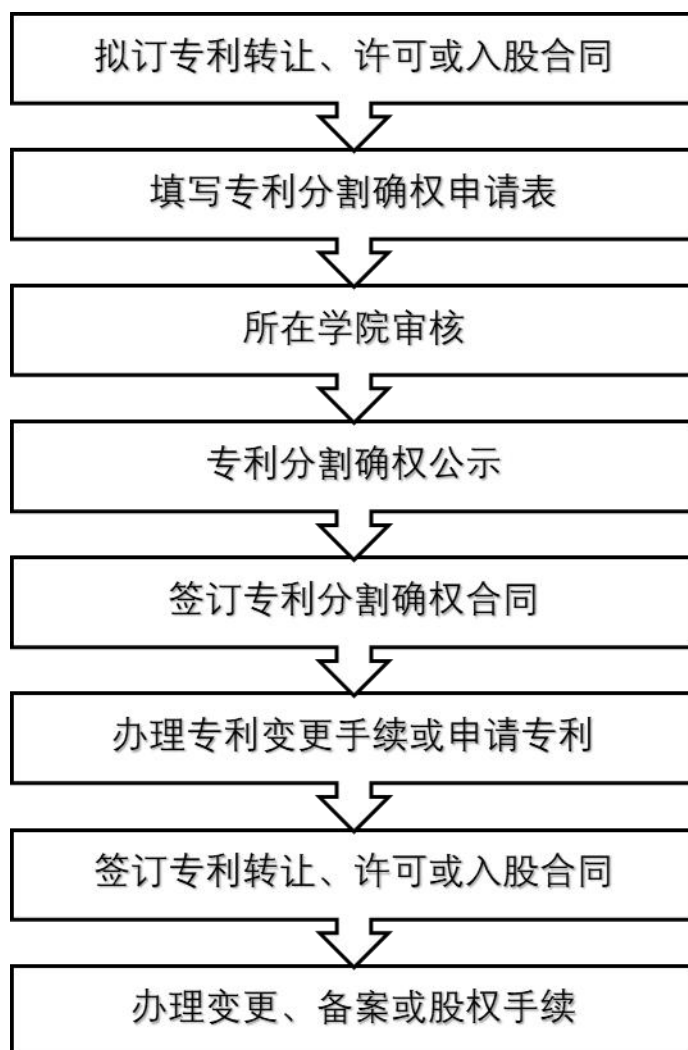 拟订专利转让、许可或入股合同
填写专利分割确权申请表
所在学院审核
专利分割确权公示
签订专利分割确权合同
办理专利变更手续或申请专利
签订专利转让、许可或入股合同
办理变更、备案或股权手续